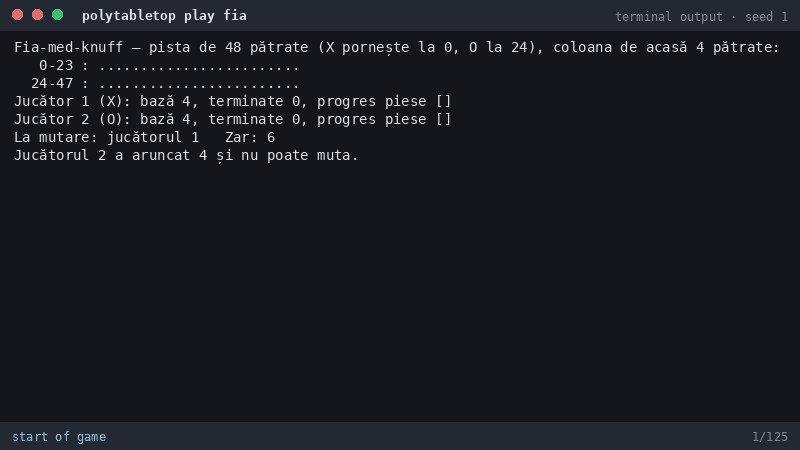 polytabletop play fia
terminal output · seed 1
Fia-med-knuff — pista de 48 pătrate (X pornește la 0, O la 24), coloana de acasă 4 pătrate:
0-23 : ........................
24-47 : ........................
Jucător 1 (X): bază 4, terminate 0, progres piese []
Jucător 2 (O): bază 4, terminate 0, progres piese []
La mutare: jucătorul 1   Zar: 6
Jucătorul 2 a aruncat 4 și nu poate muta.
start of game
1/125